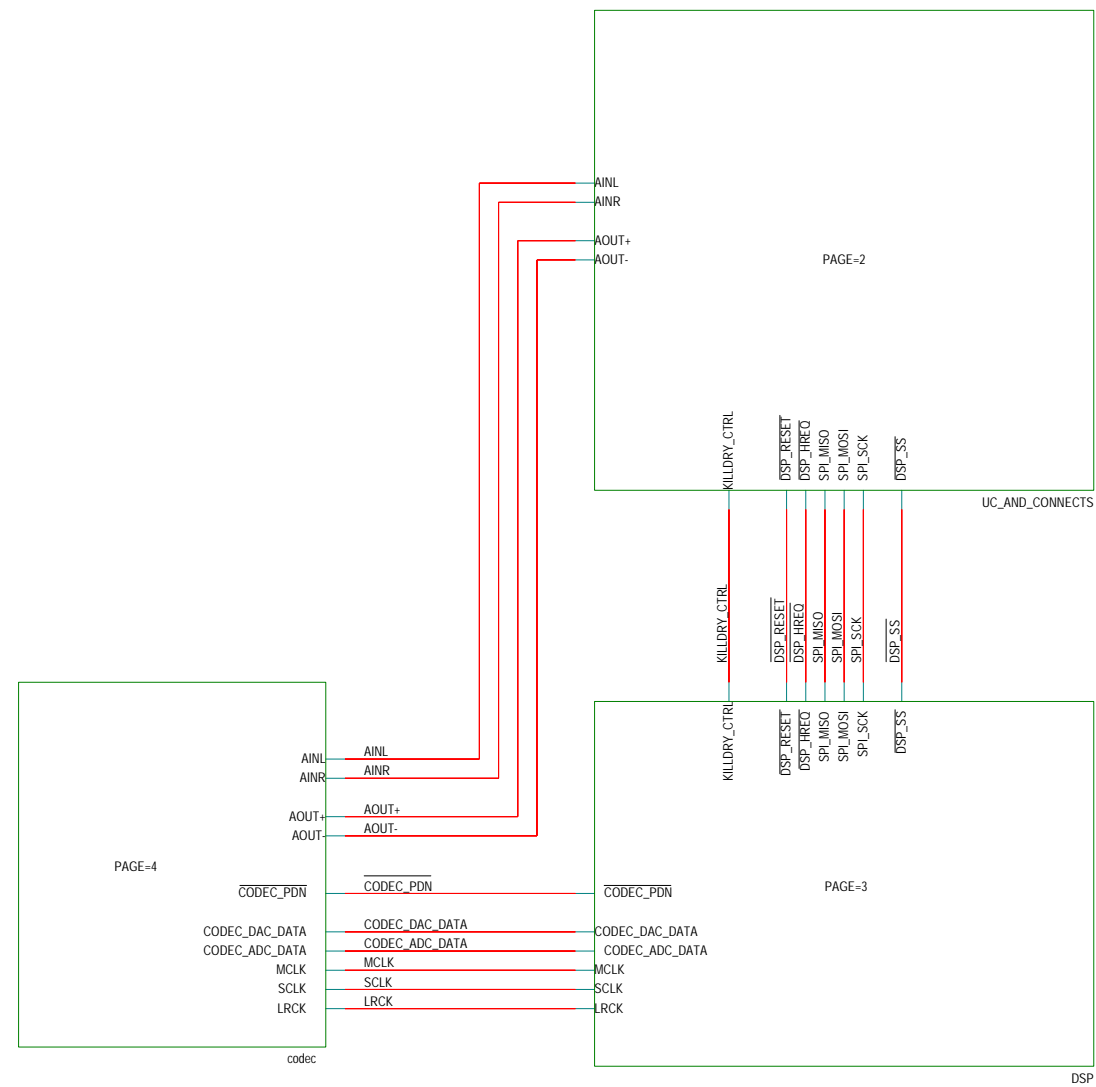 AINL
AINR
AOUT+
AOUT-
PAGE=2
KILLDRY_CTRL
DSP_RESET
DSP_HREQ
SPI_MISO
SPI_MOSI
SPI_SCK
DSP_SS
UC_AND_CONNECTS
KILLDRY_CTRL
DSP_RESET
DSP_HREQ
SPI_MISO
SPI_MOSI
SPI_SCK
DSP_SS
KILLDRY_CTRL
DSP_RESET
DSP_HREQ
SPI_MISO
SPI_MOSI
SPI_SCK
DSP_SS
AINL
AINR
AOUT+
AOUT-
PAGE=4
CODEC_PDN
CODEC_DAC_DATA
CODEC_ADC_DATA
MCLK
SCLK
LRCK
codec
AINL
AINR
AOUT+
AOUT-
CODEC_PDN
CODEC_DAC_DATA
CODEC_ADC_DATA
MCLK
SCLK
LRCK
PAGE=3
CODEC_PDN
CODEC_DAC_DATA
CODEC_ADC_DATA
MCLK
SCLK
LRCK
DSP